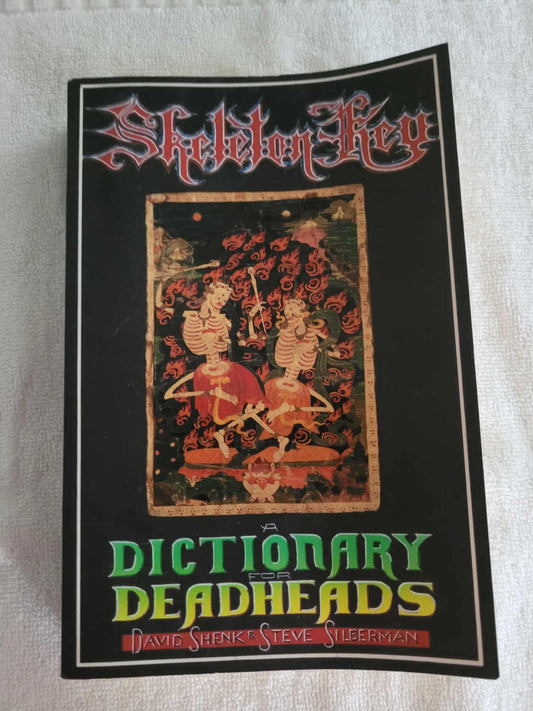 Skeleton Key
A
DICTIONARY
FOR
DEADHEADS
DAVID SHENK & STEVE SILBERMAN